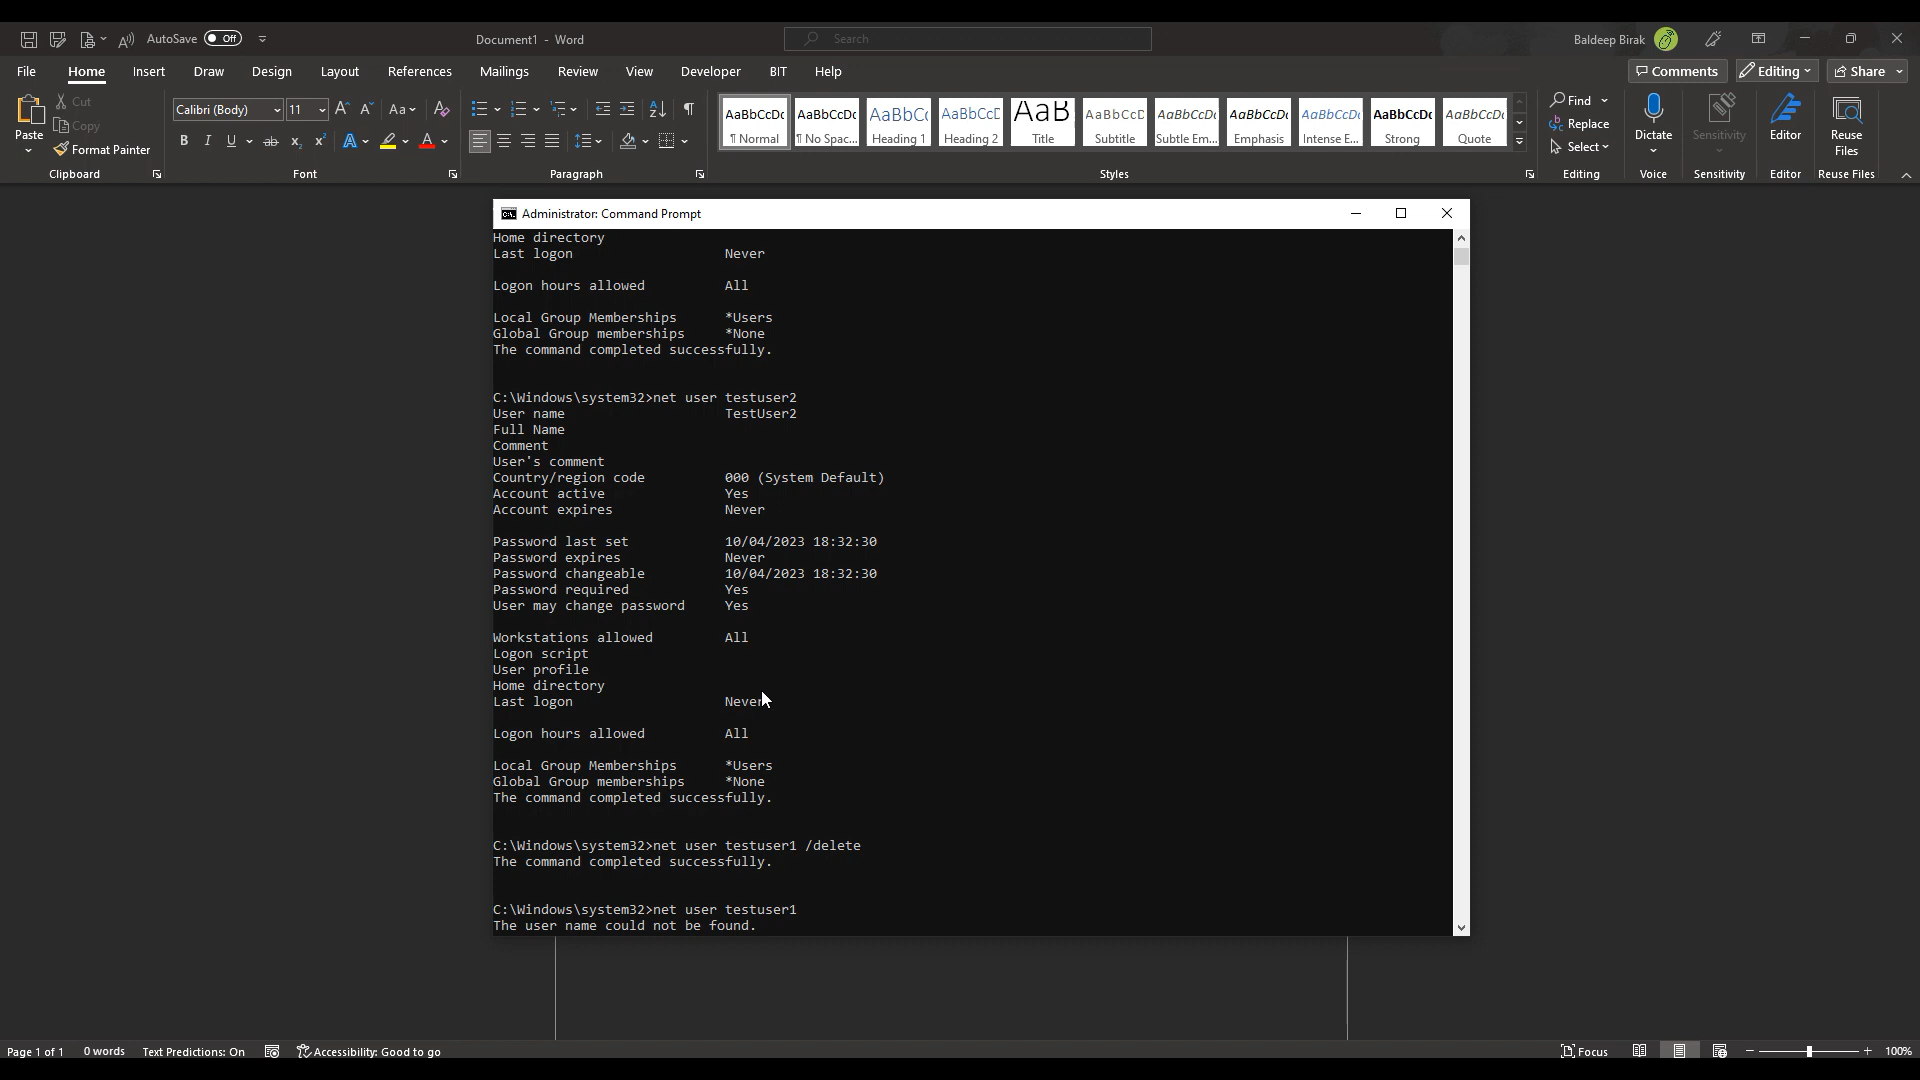 AutoSave Off
Document1 - Word
Search
Baldeep Birak
File Home Insert Draw Design Layout References Mailings Review View Developer BIT Help
Comments Editing Share
Paste
Cut
Copy
Format Painter
Clipboard
Calibri (Body) 11
Font
Paragraph
AaBbCcDc AaBbCcDc AaBbCc AaBbCcD AaB AaBbCcD AaBbCcDc AaBbCcDc AaBbCcDc AaBbCcDc AaBbCcDc
¶ Normal ¶ No Spac... Heading 1 Heading 2 Title Subtitle Subtle Em... Emphasis Intense E... Strong Quote
Styles
Find
Replace
Select
Editing
Dictate
Voice
Sensitivity
Sensitivity
Editor
Editor
Reuse
Files
Reuse Files
Administrator: Command Prompt
Home directory
Last logon Never
Logon hours allowed All
Local Group Memberships *Users
Global Group memberships *None
The command completed successfully.
C:\Windows\system32>net user testuser2
User name TestUser2
Full Name
Comment
User's comment
Country/region code 000 (System Default)
Account active Yes
Account expires Never
Password last set 10/04/2023 18:32:30
Password expires Never
Password changeable 10/04/2023 18:32:30
Password required Yes
User may change password Yes
Workstations allowed All
Logon script
User profile
Home directory
Last logon Never
Logon hours allowed All
Local Group Memberships *Users
Global Group memberships *None
The command completed successfully.
C:\Windows\system32>net user testuser1 /delete
The command completed successfully.
C:\Windows\system32>net user testuser1
The user name could not be found.
Page 1 of 1 0 words Text Predictions: On Accessibility: Good to go
Focus
100%